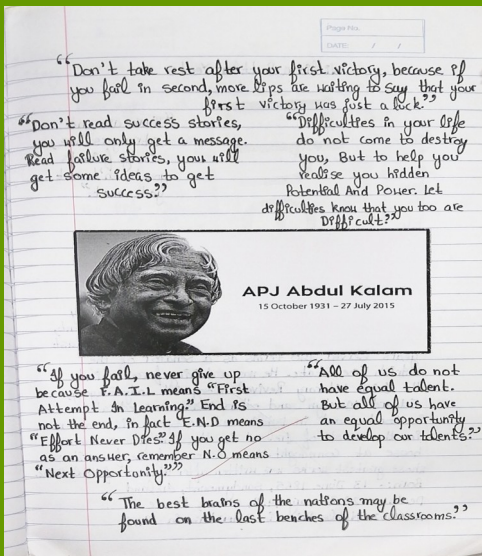 Page No.
DATE: / /
"Don't take rest after your first victory, because if
you fail in second, more lips are waiting to say that your
first victory was just a luck."
"Don't read success stories,
you will only get a message.
Read failure stories, you will
get some ideas to get
success."
"Difficulties in your life
do not come to destroy
you, But to help you
realise you hidden
Potential And Power. Let
difficulties know that you too are
Difficult."
APJ Abdul Kalam
15 October 1931 – 27 July 2015
"If you fail, never give up
because F.A.I.L means "First
Attempt In Learning." End is
not the end, in fact E.N.D means
"Effort Never Dies." If you get no
as an answer, remember N.O means
"Next Opportunity.""
"All of us do not
have equal talent.
But all of us have
an equal opportunity
to develop our talents."
"The best brains of the nations may be
found on the last benches of the classrooms."